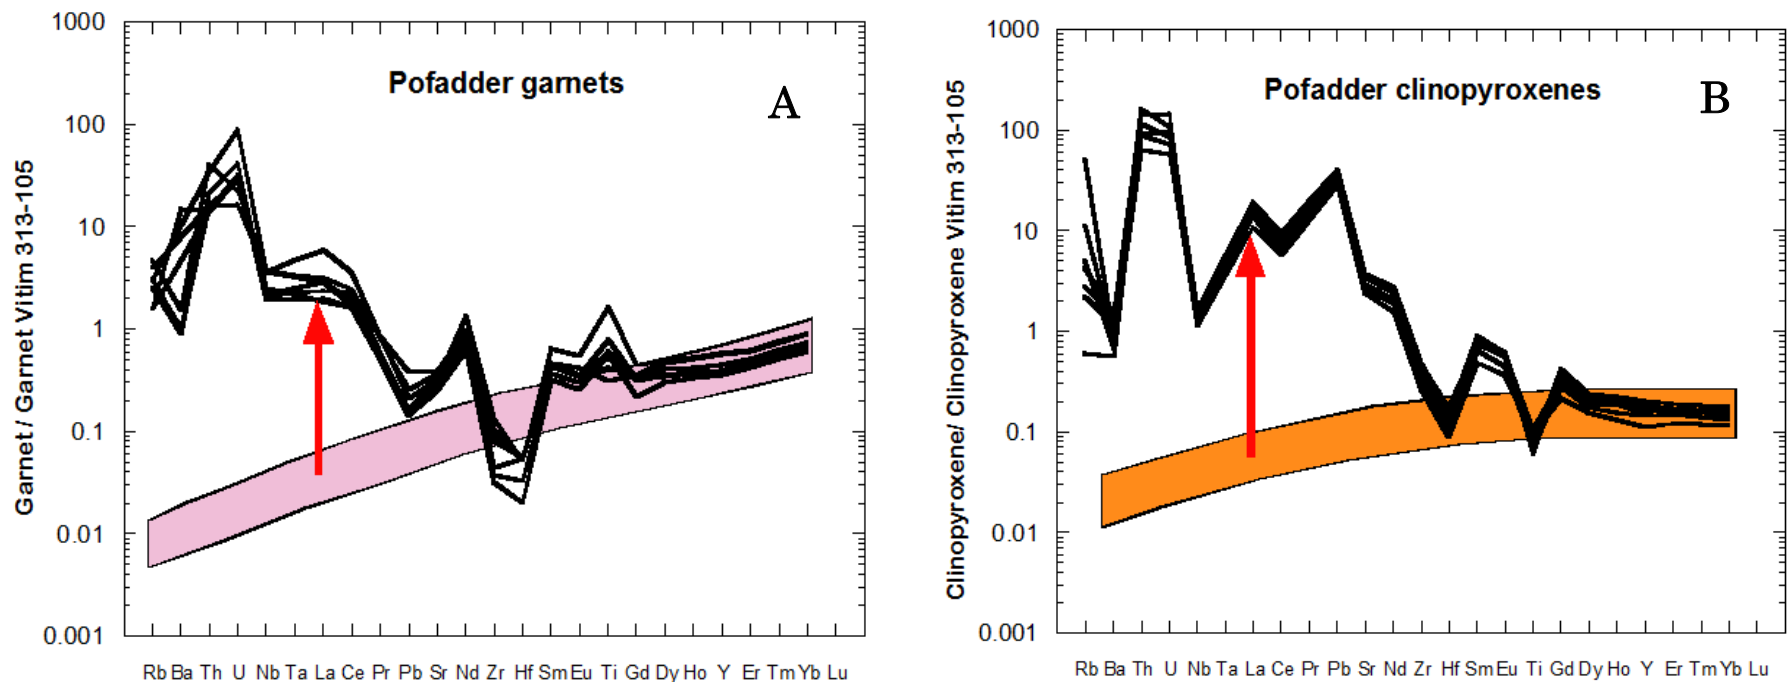 Pofadder garnets
A
Garnet / Garnet Vitim 313-105
1000
100
10
1
0.1
0.01
0.001
Rb Ba Th U Nb Ta La Ce Pr Pb Sr Nd Zr Hf Sm Eu Ti Gd Dy Ho Y Er Tm Yb Lu
Pofadder clinopyroxenes
B
Clinopyroxene/ Clinopyroxene Vitim 313-105
1000
100
10
1
0.1
0.01
0.001
Rb Ba Th U Nb Ta La Ce Pr Pb Sr Nd Zr Hf Sm Eu Ti Gd Dy Ho Y Er Tm Yb Lu